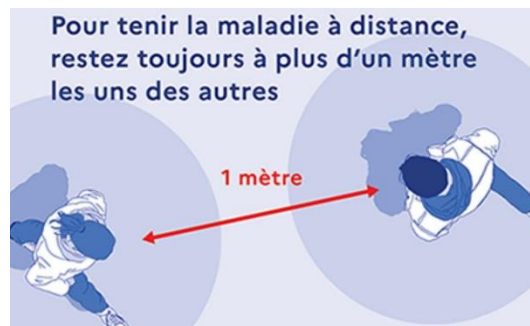 Pour tenir la maladie à distance,
restez toujours à plus d’un mètre
les uns des autres
1 mètre